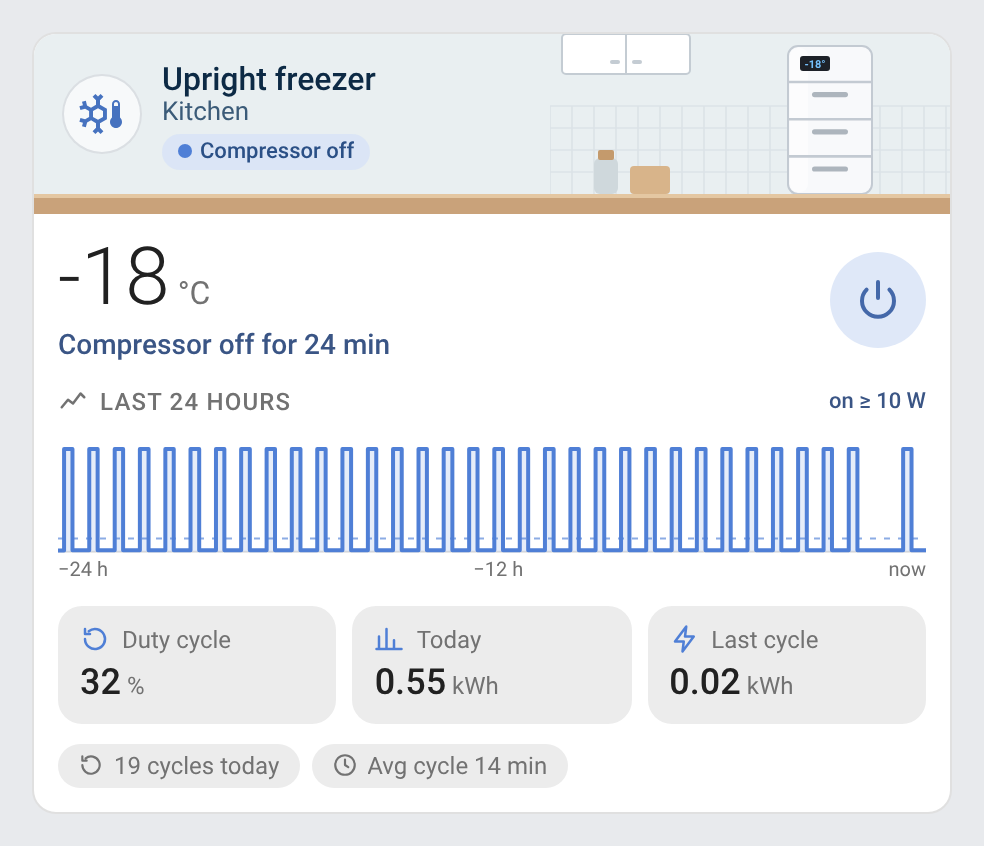 Upright freezer
Kitchen
Compressor off
-18°
-18 °C
Compressor off for 24 min
LAST 24 HOURS
on ≥ 10 W
−24 h
−12 h
now
Duty cycle
32 %
Today
0.55 kWh
Last cycle
0.02 kWh
19 cycles today
Avg cycle 14 min